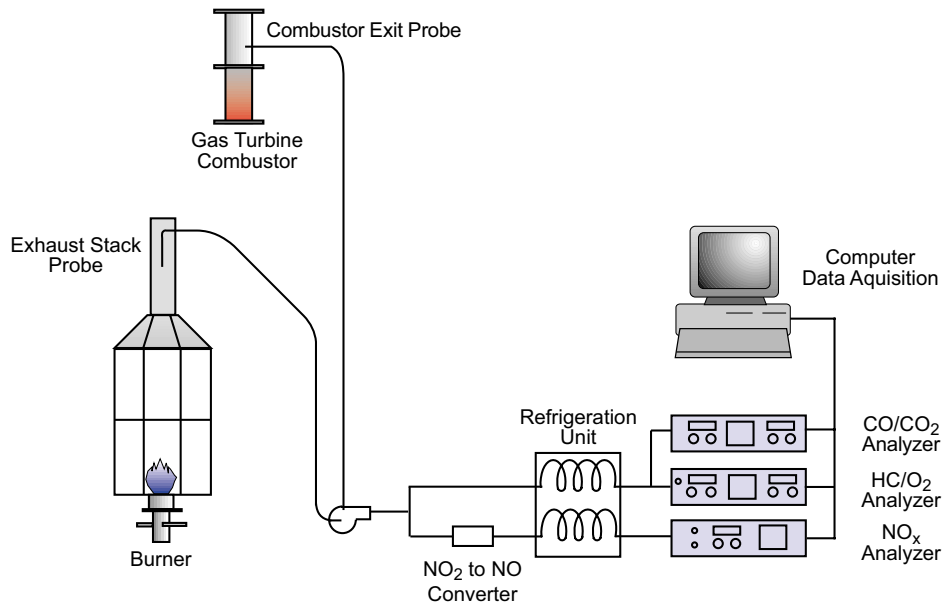 Combustor Exit Probe
Gas Turbine
Combustor
Exhaust Stack
Probe
Computer
Data Aquisition
Refrigeration
Unit
CO/CO2
Analyzer
HC/O2
Analyzer
NOx
Analyzer
NO2 to NO
Converter
Burner